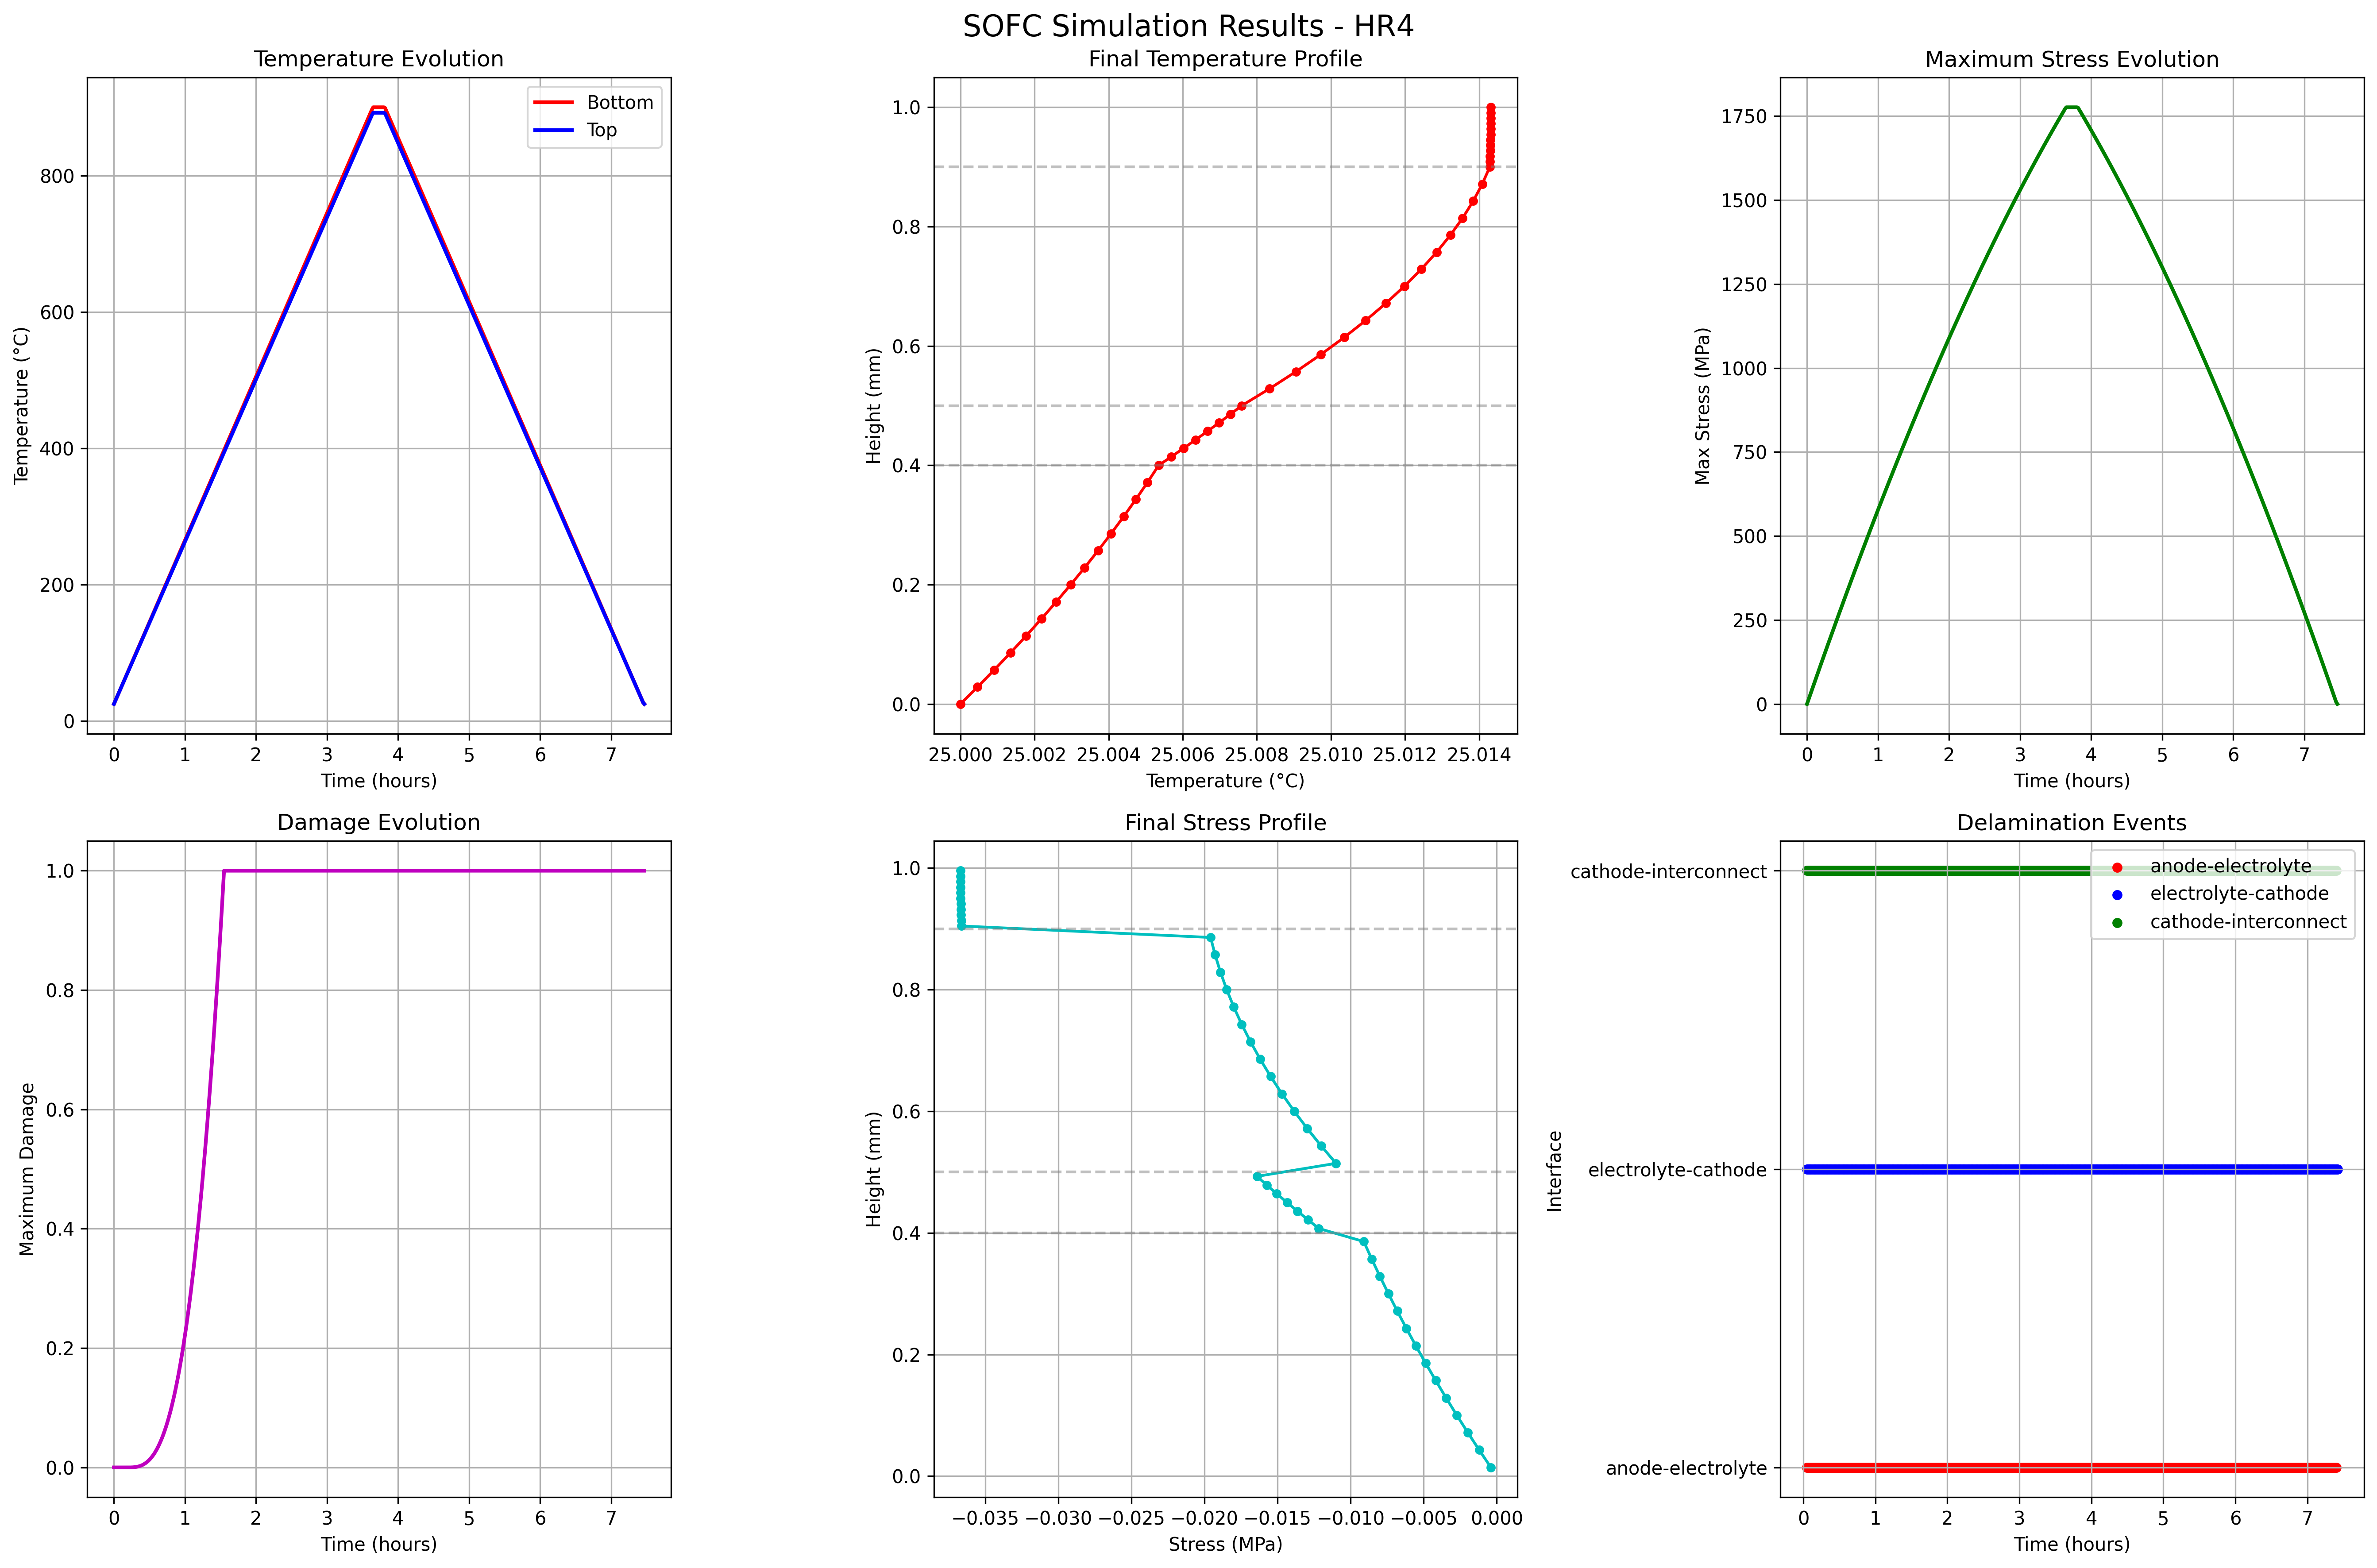 SOFC Simulation Results - HR4
Temperature Evolution
Temperature (°C)
800
600
400
200
0
Bottom
Top
0 1 2 3 4 5 6 7
Time (hours)
Final Temperature Profile
Height (mm)
1.0
0.8
0.6
0.4
0.2
0.0
25.000 25.002 25.004 25.006 25.008 25.010 25.012 25.014
Temperature (°C)
Maximum Stress Evolution
Max Stress (MPa)
1750
1500
1250
1000
750
500
250
0
0 1 2 3 4 5 6 7
Time (hours)
Damage Evolution
Maximum Damage
1.0
0.8
0.6
0.4
0.2
0.0
0 1 2 3 4 5 6 7
Time (hours)
Final Stress Profile
Height (mm)
1.0
0.8
0.6
0.4
0.2
0.0
−0.035 −0.030 −0.025 −0.020 −0.015 −0.010 −0.005 0.000
Stress (MPa)
Delamination Events
Interface
cathode-interconnect
electrolyte-cathode
anode-electrolyte
anode-electrolyte
electrolyte-cathode
cathode-interconnect
0 1 2 3 4 5 6 7
Time (hours)